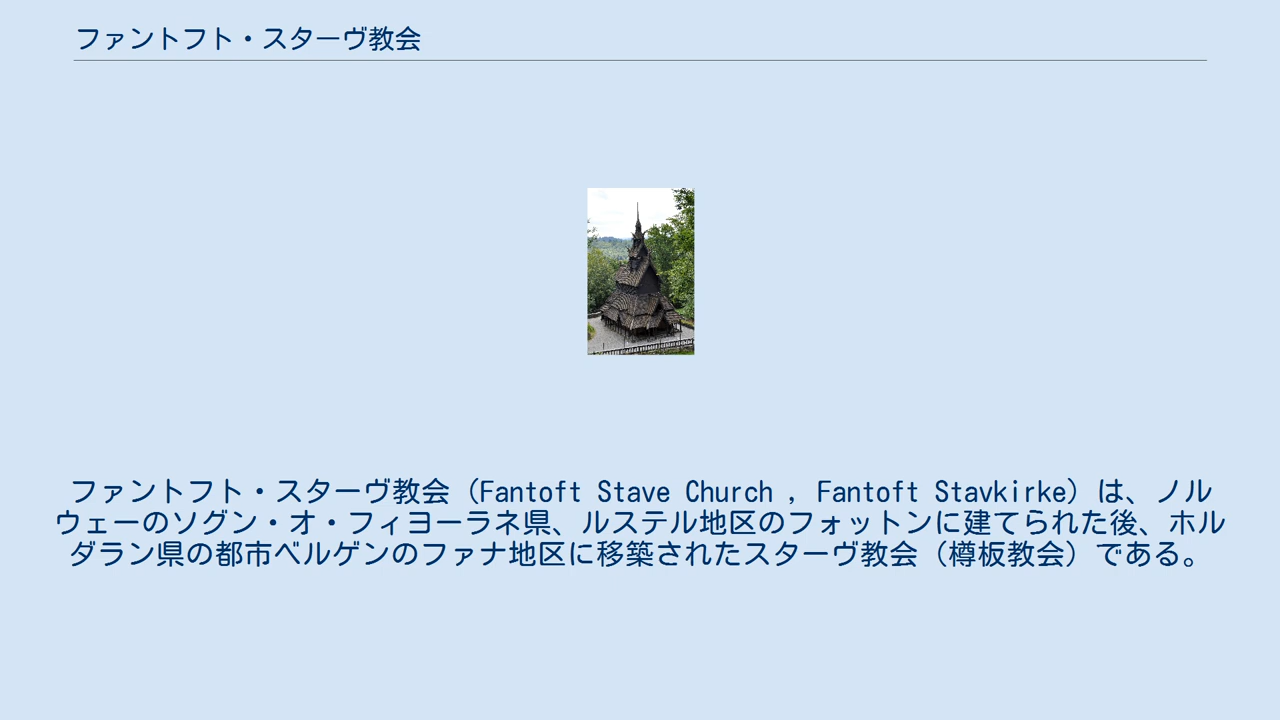 ファントフト・スターヴ教会
ファントフト・スターヴ教会（Fantoft Stave Church , Fantoft Stavkirke）は、ノル
ウェーのソグン・オ・フィヨーラネ県、ルステル地区のフォットンに建てられた後、ホル
ダラン県の都市ベルゲンのファナ地区に移築されたスターヴ教会（樽板教会）である。